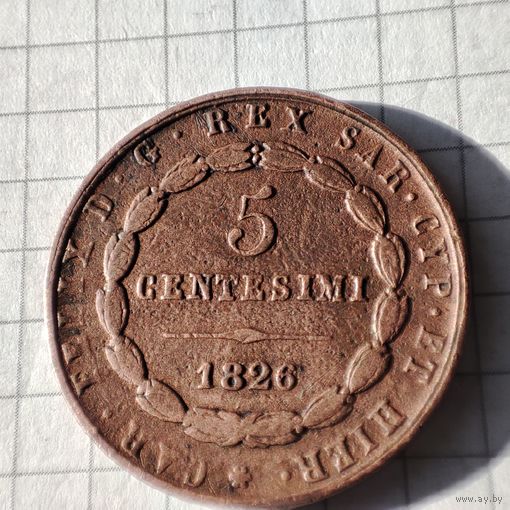 CAR · FELIX D · G · REX SAR · CYP · ET HIER ·
5
CENTESIMI
1826
www.ay.by